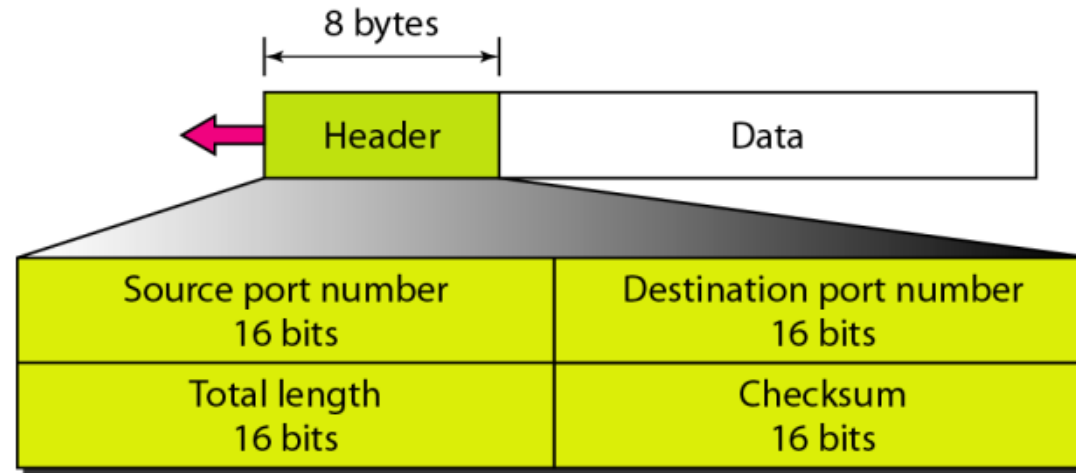 8 bytes
Header
Data
Source port number
16 bits
Destination port number
16 bits
Total length
16 bits
Checksum
16 bits